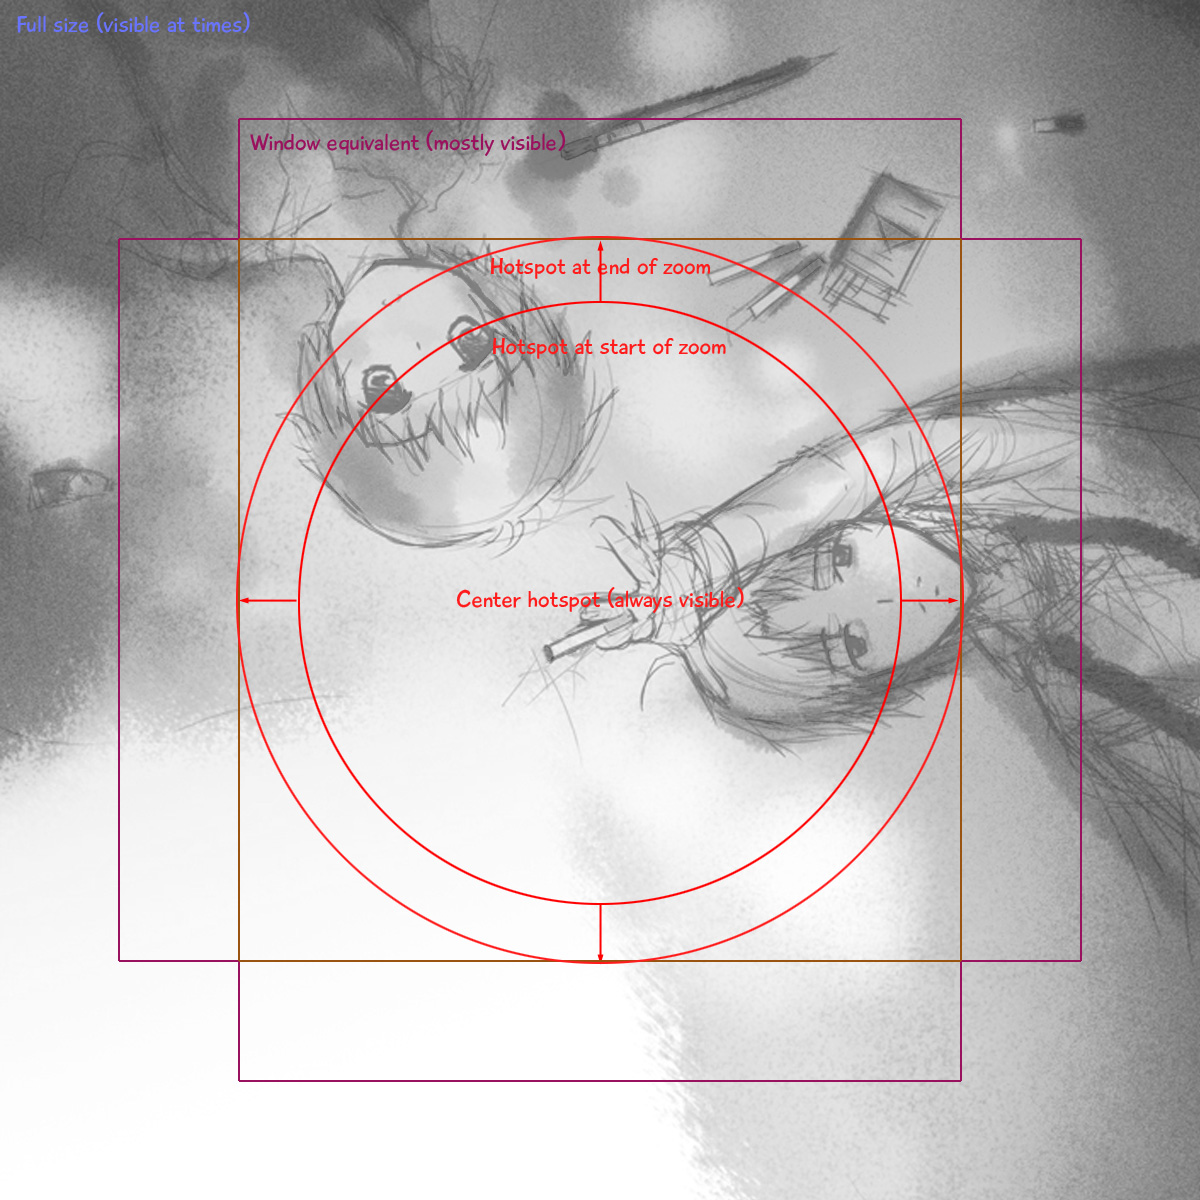 Full size (visible at times)
Window equivalent (mostly visible)
Hotspot at end of zoom
Hotspot at start of zoom
Center hotspot (always visible)